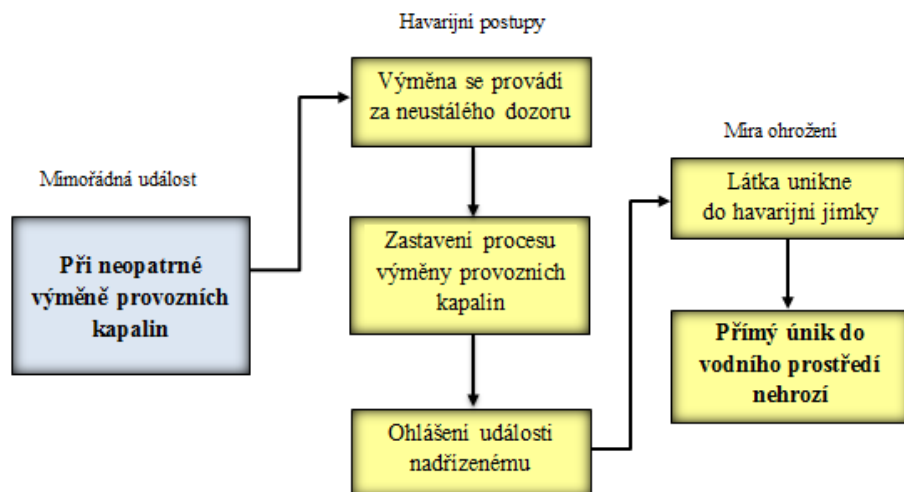 Havarijní postupy
Výměna se provádí
za neustálého dozoru
Míra ohrožení
Mimořádná událost
Látka unikne
do havarijní jímky
Při neopatrné
výměně provozních
kapalin
Zastavení procesu
výměny provozních
kapalin
Přímý únik do
vodního prostředí
nehrozí
Ohlášení události
nadřízenému